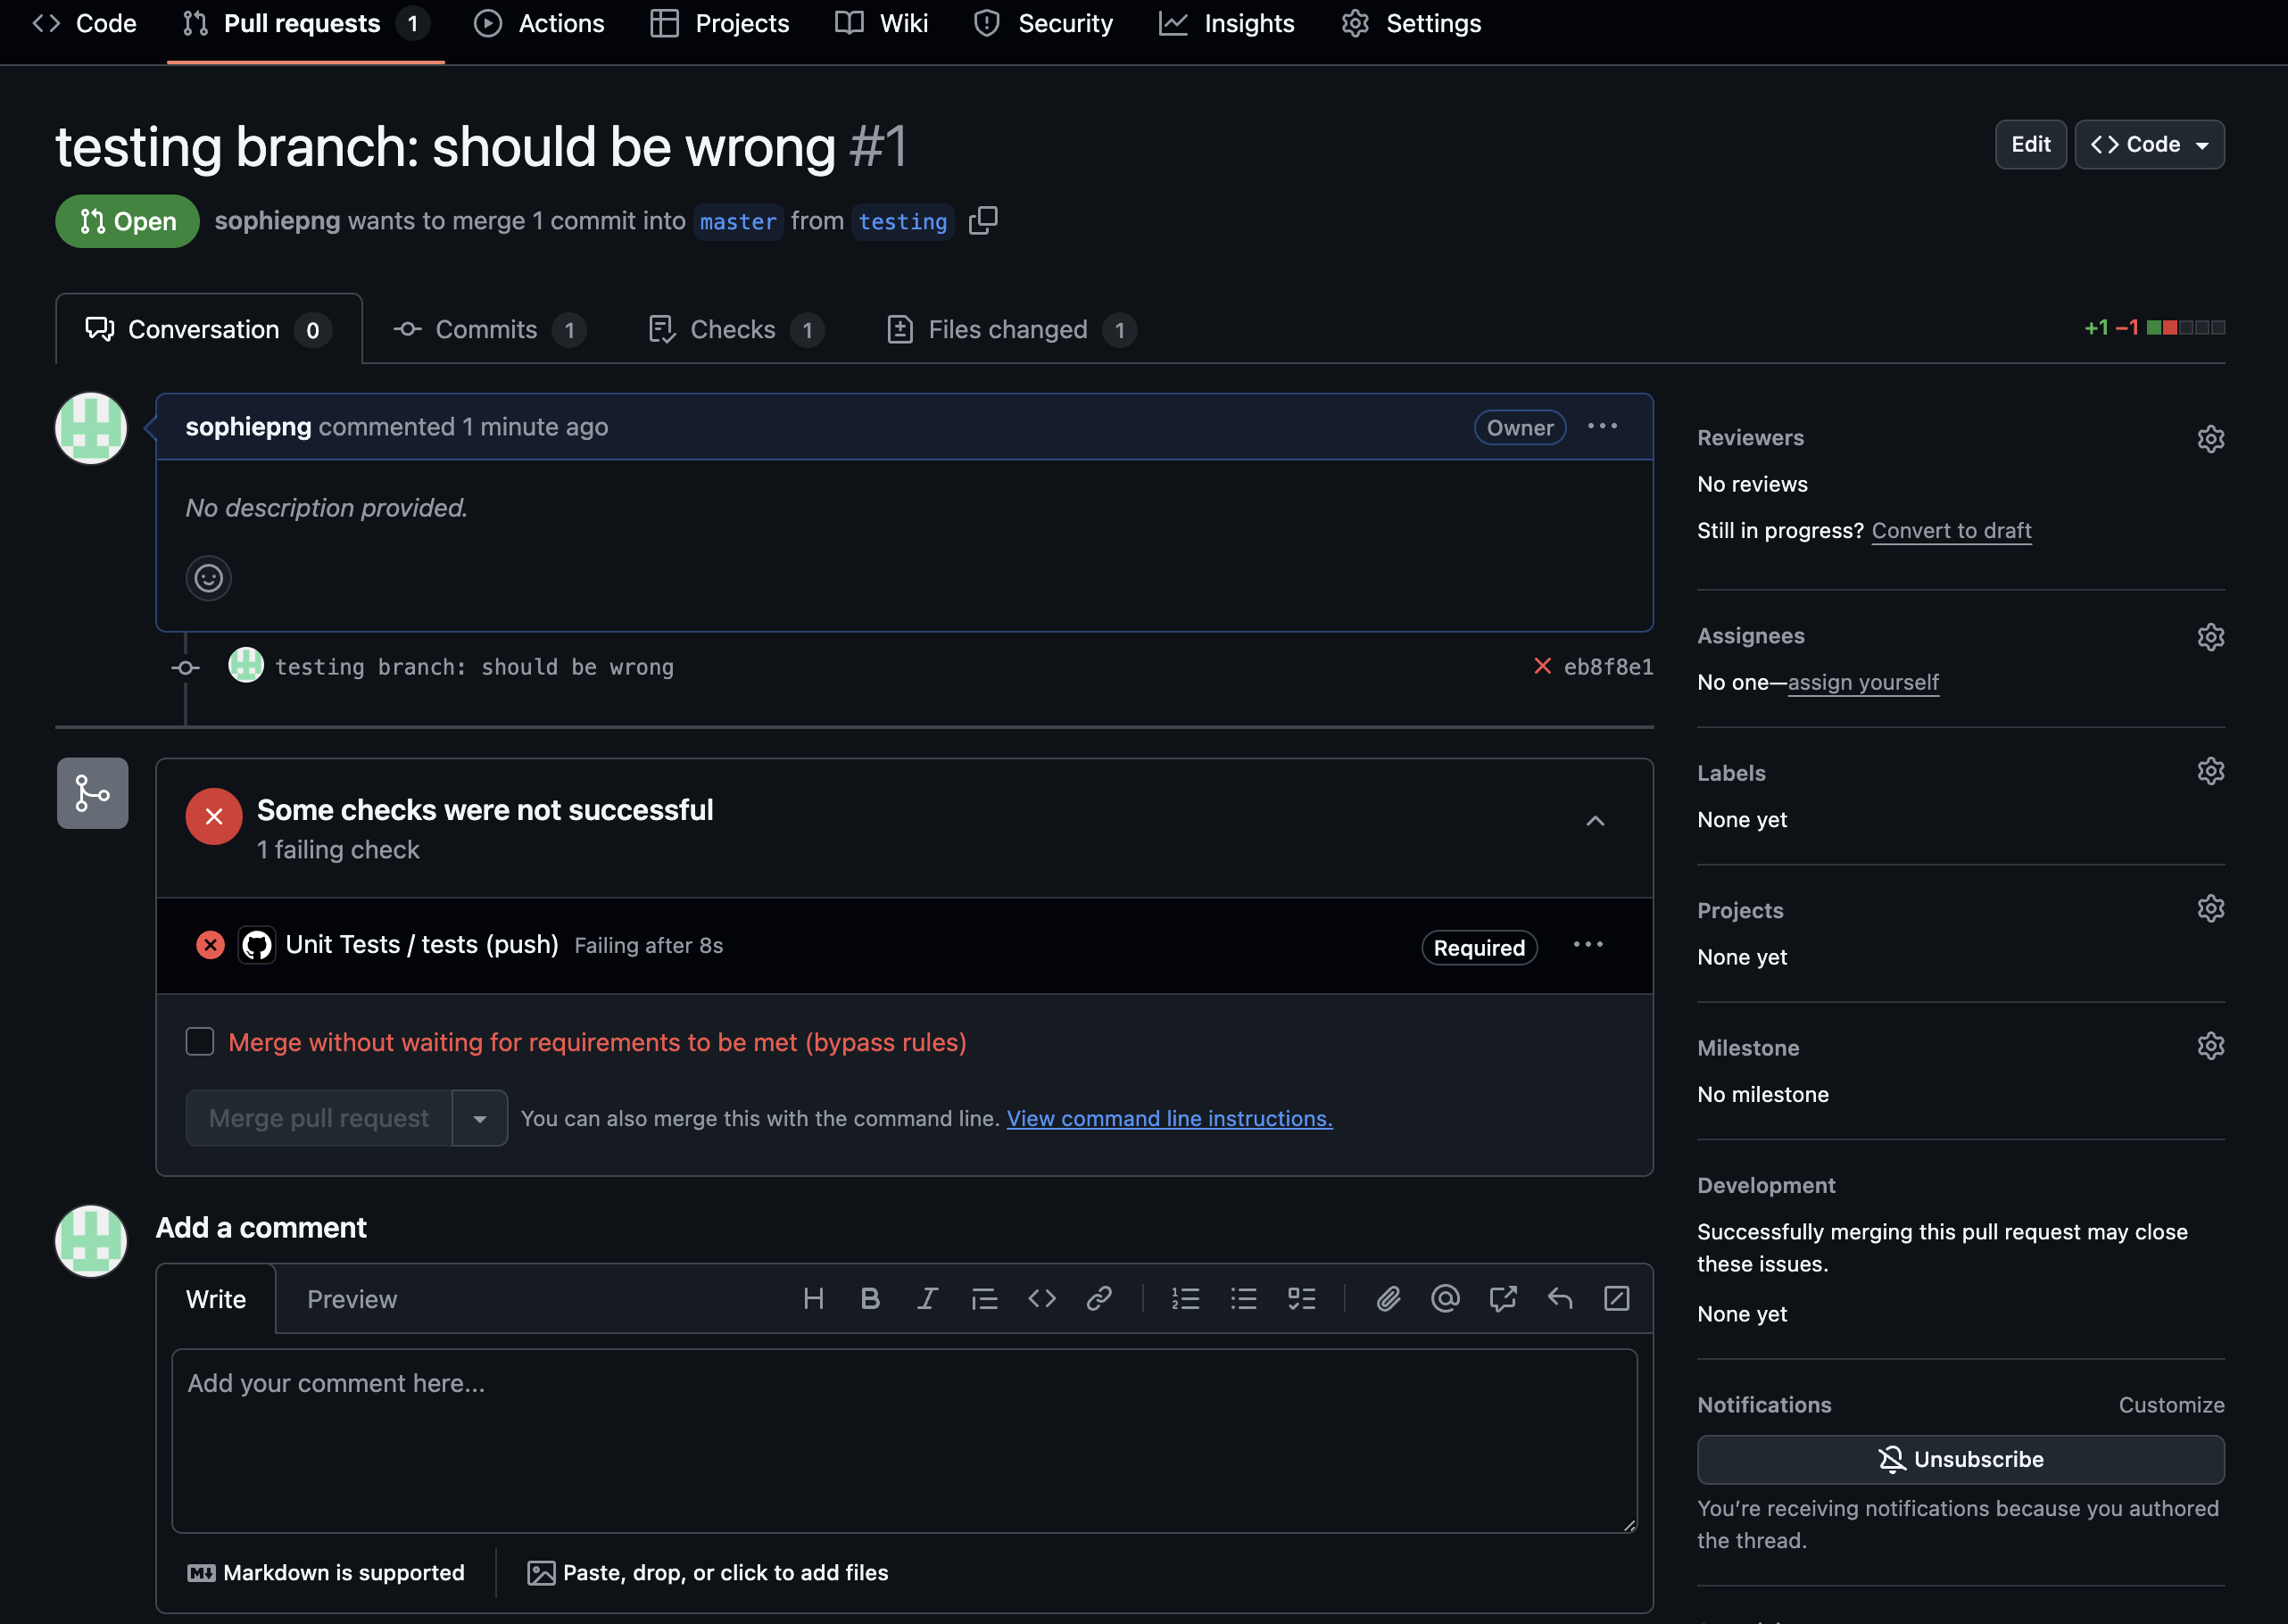 Code Pull requests 1 Actions Projects Wiki Security Insights Settings
testing branch: should be wrong #1
Edit Code
Open sophiepng wants to merge 1 commit into master from testing
Conversation 0 Commits 1 Checks 1 Files changed 1
+1 −1
sophiepng commented 1 minute ago Owner
No description provided.
testing branch: should be wrong eb8f8e1
Some checks were not successful
1 failing check
Unit Tests / tests (push) Failing after 8s Required
Merge without waiting for requirements to be met (bypass rules)
Merge pull request You can also merge this with the command line. View command line instructions.
Add a comment
Write Preview
Add your comment here...
Markdown is supported Paste, drop, or click to add files
Reviewers
No reviews
Still in progress? Convert to draft
Assignees
No one—assign yourself
Labels
None yet
Projects
None yet
Milestone
No milestone
Development
Successfully merging this pull request may close
these issues.
None yet
Notifications Customize
Unsubscribe
You're receiving notifications because you authored
the thread.